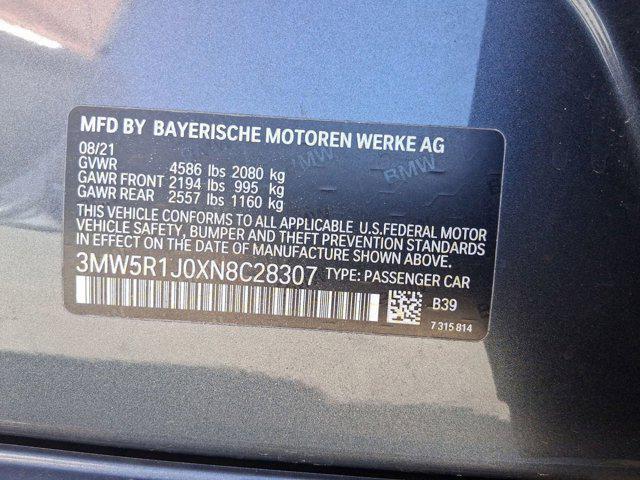 MFD BY BAYERISCHE MOTOREN WERKE AG
08/21
GVWR 4586 lbs 2080 kg
GAWR FRONT 2194 lbs 995 kg
GAWR REAR 2557 lbs 1160 kg
THIS VEHICLE CONFORMS TO ALL APPLICABLE U.S.FEDERAL MOTOR
VEHICLE SAFETY, BUMPER AND THEFT PREVENTION STANDARDS
IN EFFECT ON THE DATE OF MANUFACTURE SHOWN ABOVE.
3MW5R1J0XN8C28307 TYPE: PASSENGER CAR
B39
7 315 814
BMW
BMW